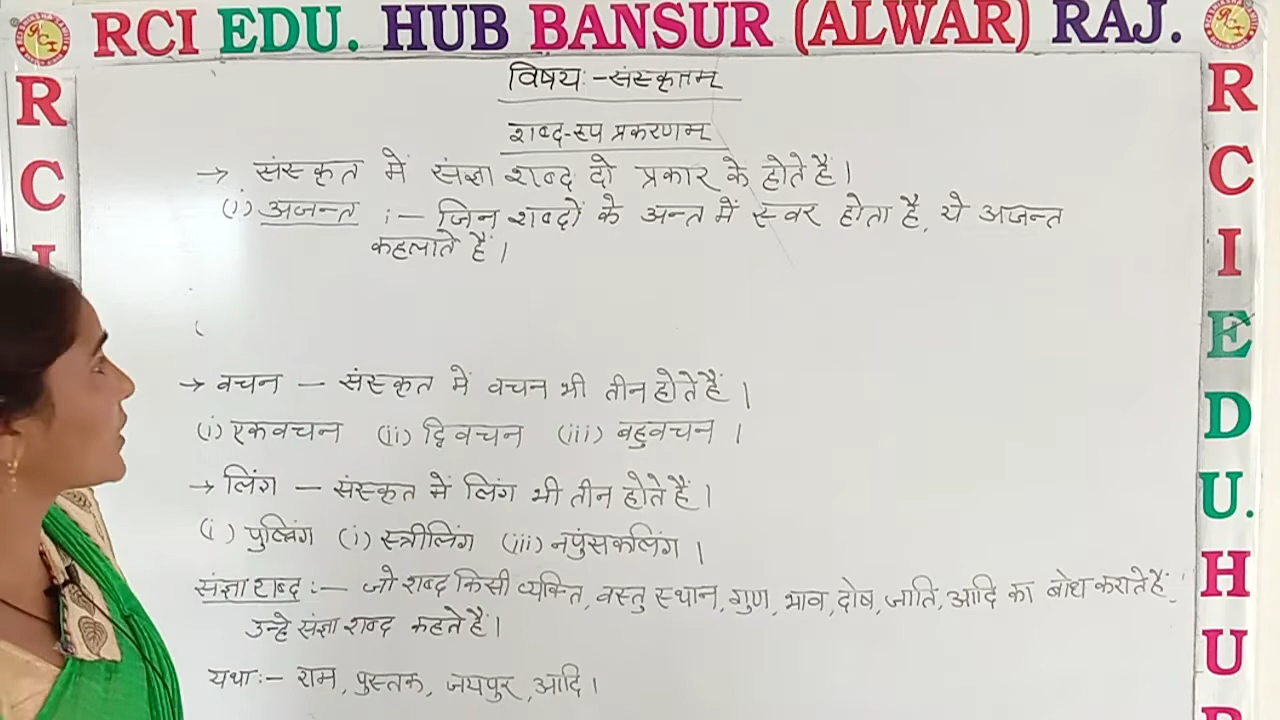 RCI EDU. HUB BANSUR (ALWAR) RAJ.
विषयः-संस्कृतम्
शब्द-रूप प्रकरणम्
→ संस्कृत में संज्ञा शब्द दो प्रकार के होते हैं।
(i) अजन्त :- जिन शब्दों के अन्त में स्वर होता है, ये अजन्त
कहलाते हैं।
→ वचन – संस्कृत में वचन भी तीन होते हैं।
(i) एकवचन (ii) द्विवचन (iii) बहुवचन ।
→ लिंग – संस्कृत में लिंग भी तीन होते हैं।
(i) पुल्लिंग (i) स्त्रीलिंग (iii) नपुंसकलिंग ।
संज्ञा शब्द :- जो शब्द किसी व्यक्ति, वस्तु स्थान, गुण, भाव, दोष, जाति, आदि का बोध कराते हैं,
उन्हे संज्ञा शब्द कहते हैं।
यथाः- राम, पुस्तक, जयपुर, आदि।
R
C
I
R
C
I
E
D
U.
H
U